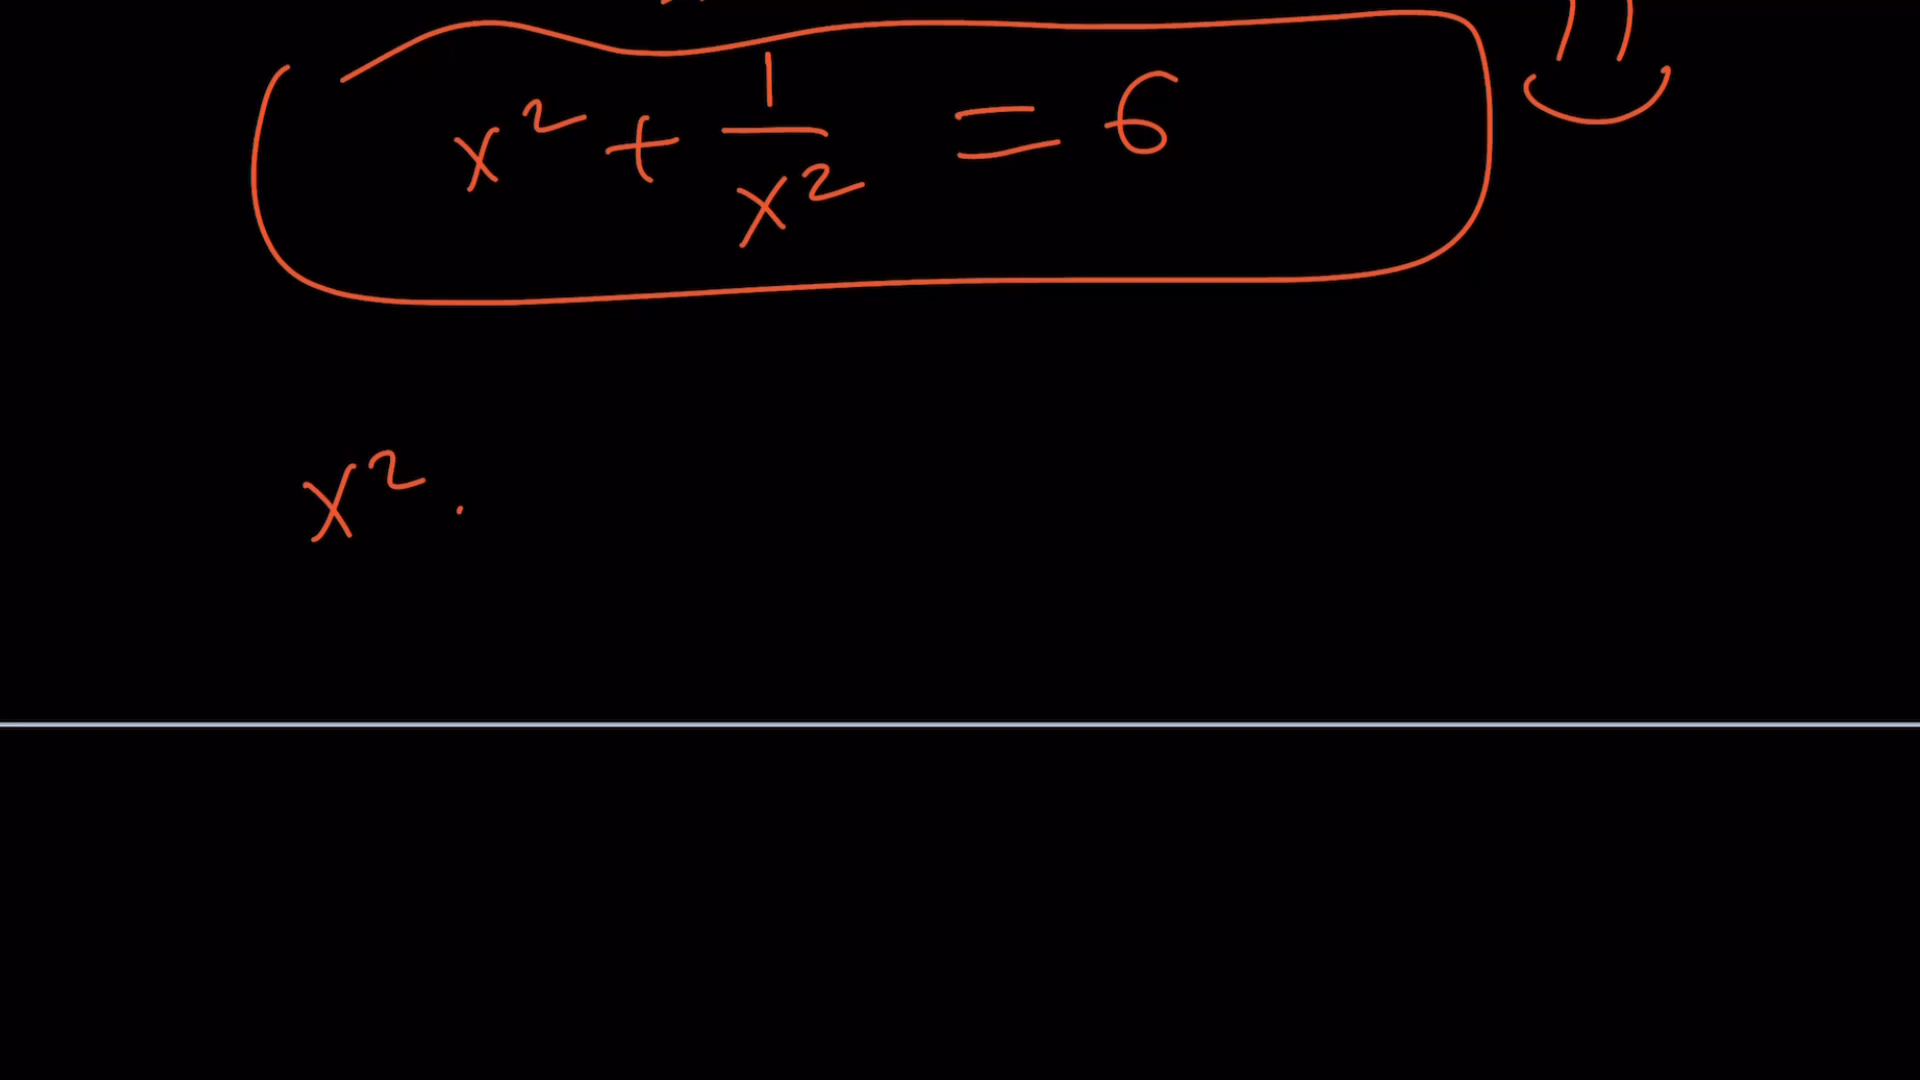 x² + 1/x² = 6
x² ·